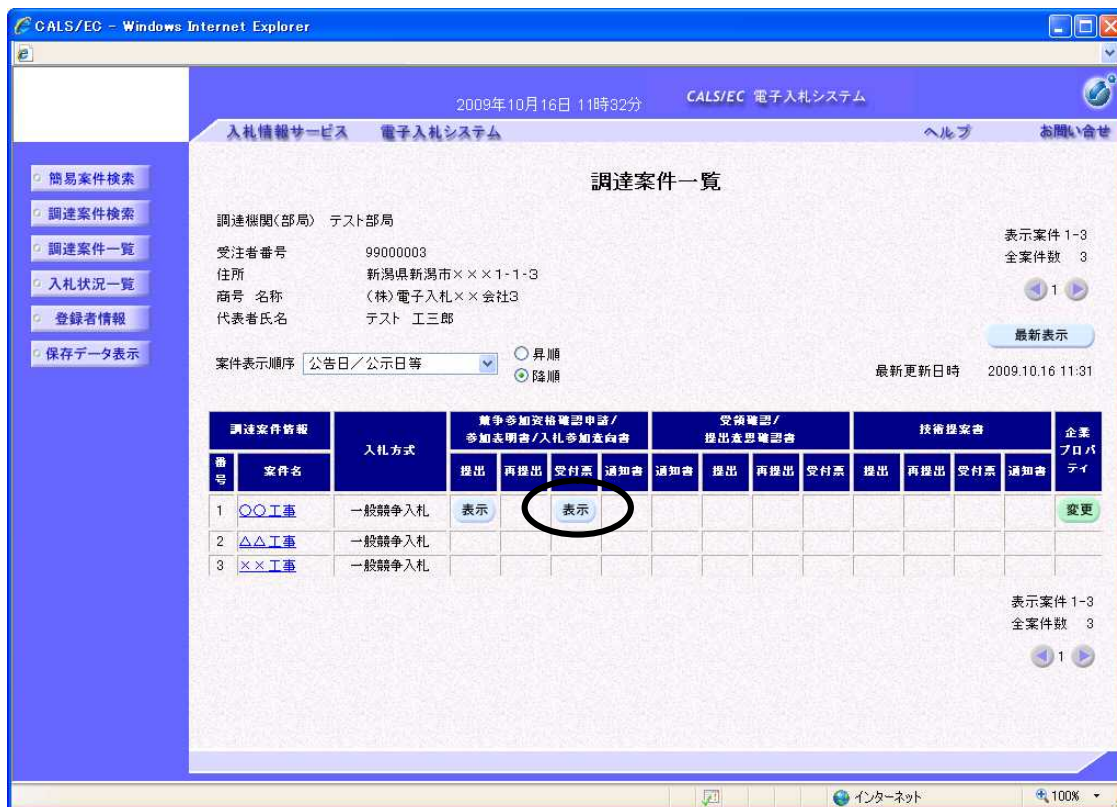 CALS/EC - Windows Internet Explorer
2009年10月16日 11時32分 CALS/EC 電子入札システム
入札情報サービス 電子入札システム ヘルプ お問い合せ
簡易案件検索
調達案件検索
調達案件一覧
入札状況一覧
登録者情報
保存データ表示
調達案件一覧
調達機関(部局) テスト部局
受注者番号 99000003
住所 新潟県新潟市×××1-1-3
商号 名称 (株)電子入札××会社3
代表者氏名 テスト 工三郎
表示案件 1-3
全案件数 3
1
最新表示
案件表示順序 公告日/公示日等 昇順
降順
最新更新日時 2009.10.16 11:31
調達案件情報 入札方式 競争参加資格確認申請/参加表明書/入札参加意向書 受領確認/提出意思確認書 技術提案書 企業プロパティ
番号 案件名 提出 再提出 受付票 通知書 通知書 提出 再提出 受付票 提出 再提出 受付票 通知書
1 〇〇工事 一般競争入札 表示 表示 変更
2 △△工事 一般競争入札
3 ××工事 一般競争入札
表示案件 1-3
全案件数 3
1
インターネット 100%